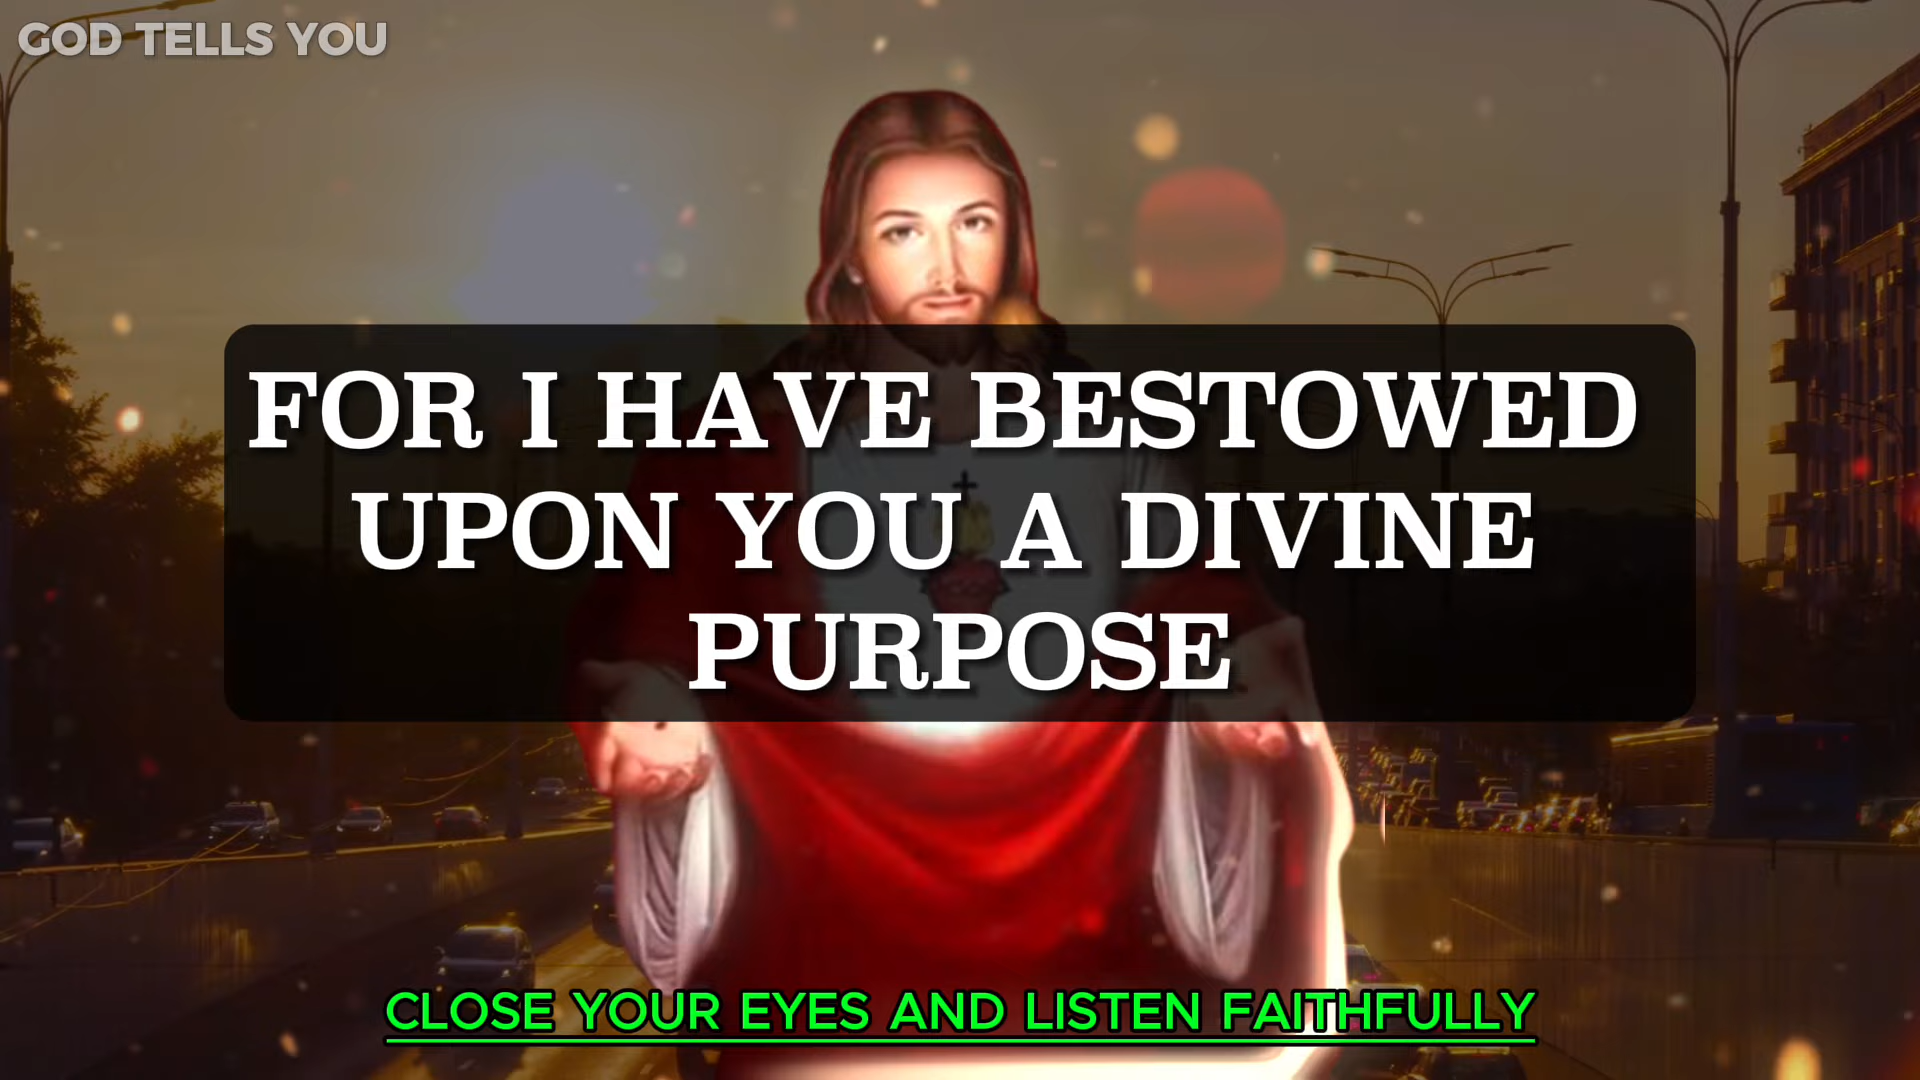 GOD TELLS YOU
FOR I HAVE BESTOWED
UPON YOU A DIVINE
PURPOSE
CLOSE YOUR EYES AND LISTEN FAITHFULLY